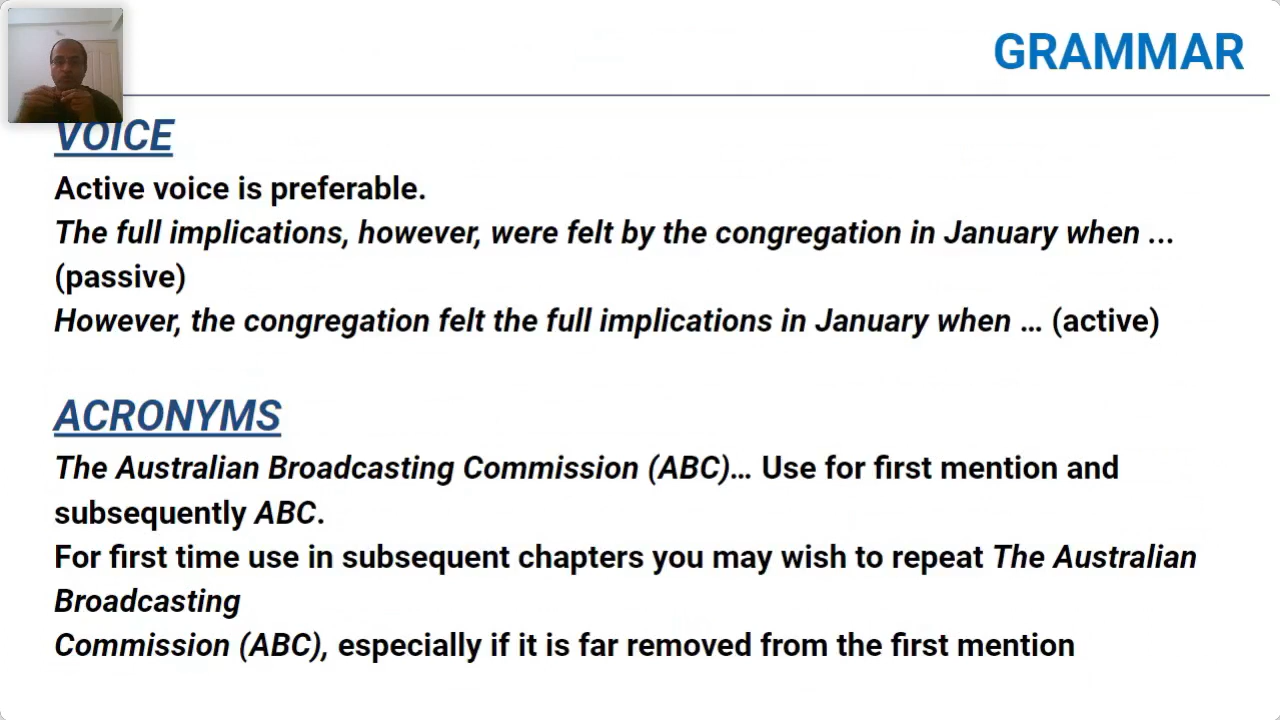 GRAMMAR
VOICE
Active voice is preferable.
The full implications, however, were felt by the congregation in January when ...
(passive)
However, the congregation felt the full implications in January when … (active)
ACRONYMS
The Australian Broadcasting Commission (ABC)… Use for first mention and
subsequently ABC.
For first time use in subsequent chapters you may wish to repeat The Australian
Broadcasting
Commission (ABC), especially if it is far removed from the first mention